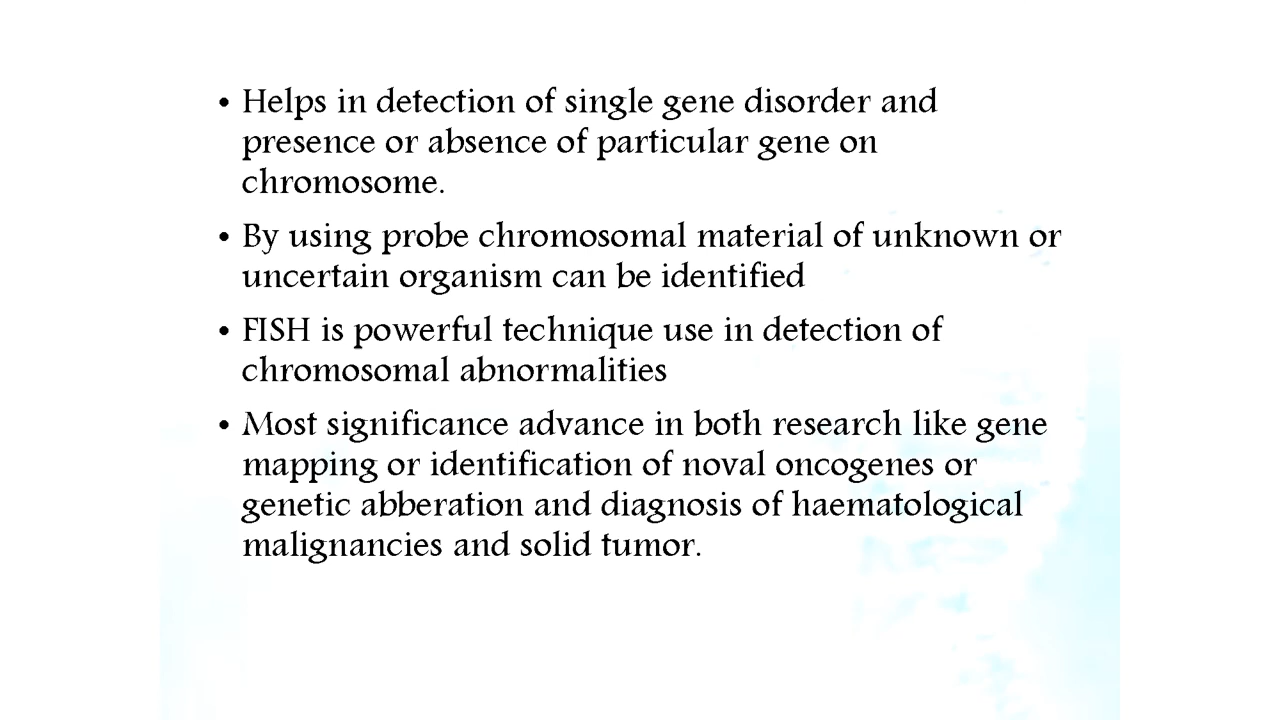 • Helps in detection of single gene disorder and
presence or absence of particular gene on
chromosome.
• By using probe chromosomal material of unknown or
uncertain organism can be identified
• FISH is powerful technique use in detection of
chromosomal abnormalities
• Most significance advance in both research like gene
mapping or identification of noval oncogenes or
genetic abberation and diagnosis of haematological
malignancies and solid tumor.